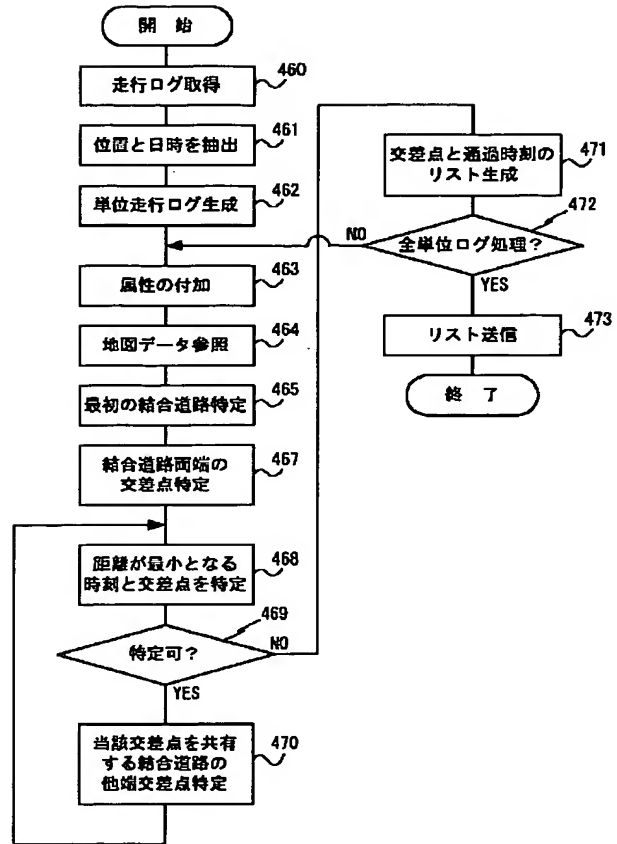 開 始
460
走行ログ取得
461
位置と日時を抽出
462
単位走行ログ生成
463
属性の付加
464
地図データ参照
465
最初の結合道路特定
467
結合道路両端の
交差点特定
468
距離が最小となる
時刻と交差点を特定
469
特定可?
NO
YES
470
当該交差点を共有
する結合道路の
他端交差点特定
471
交差点と通過時刻の
リスト生成
472
全単位ログ処理?
NO
YES
473
リスト送信
終 了